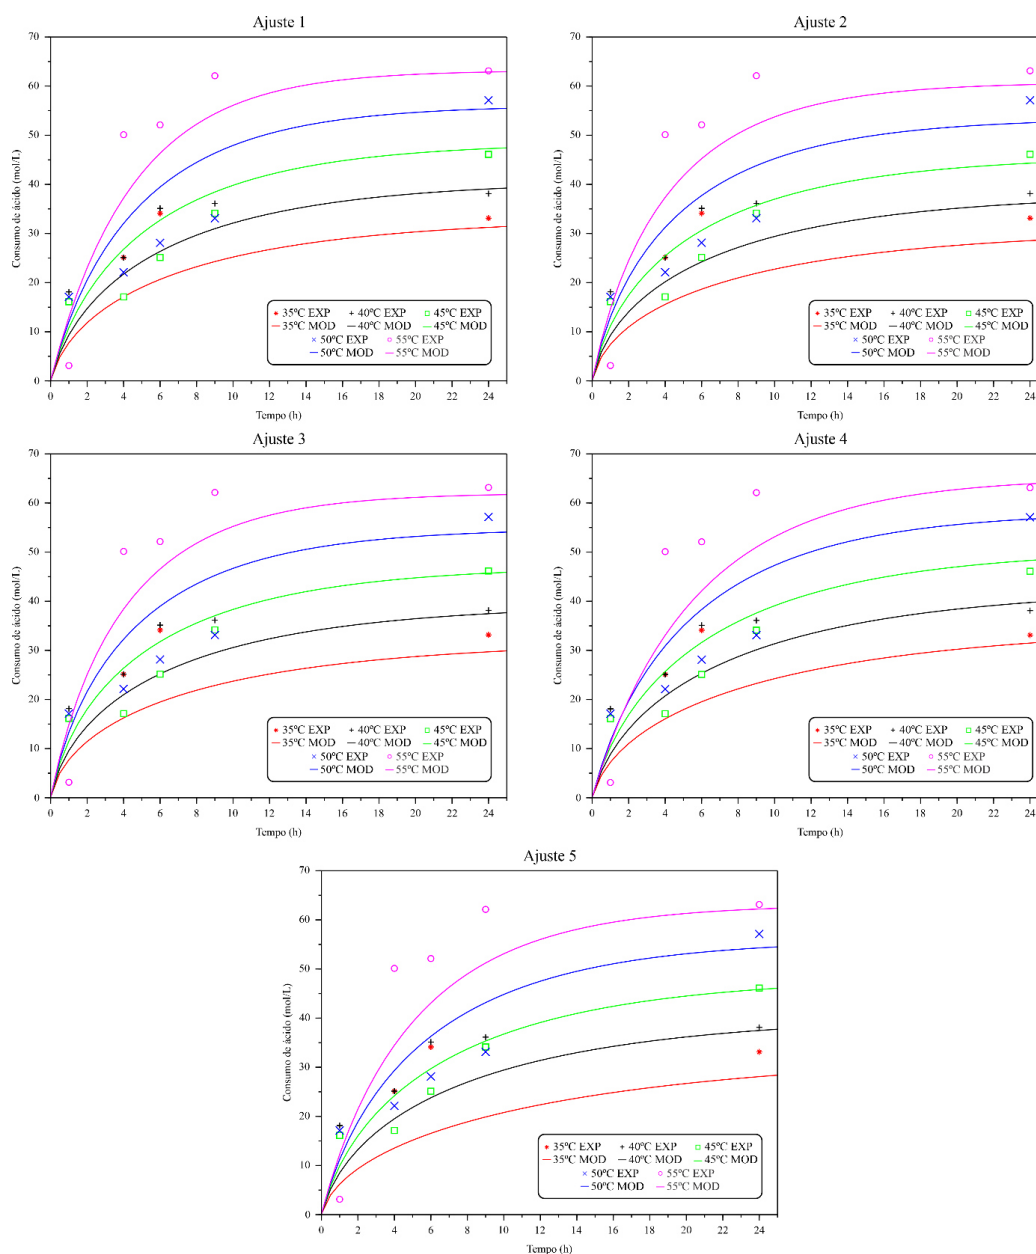 Ajuste 1
70
60
50
40
30
20
10
0
Consumo de ácido (mol/L)
35ºC EXP 40ºC EXP 45ºC EXP
35ºC MOD 40ºC MOD 45ºC MOD
50ºC EXP 55ºC EXP
50ºC MOD 55ºC MOD
0 2 4 6 8 10 12 14 16 18 20 22 24
Tempo (h)
Ajuste 2
70
60
50
40
30
20
10
0
Consumo de ácido (mol/L)
35ºC EXP 40ºC EXP 45ºC EXP
35ºC MOD 40ºC MOD 45ºC MOD
50ºC EXP 55ºC EXP
50ºC MOD 55ºC MOD
0 2 4 6 8 10 12 14 16 18 20 22 24
Tempo (h)
Ajuste 3
70
60
50
40
30
20
10
0
Consumo de ácido (mol/L)
35ºC EXP 40ºC EXP 45ºC EXP
35ºC MOD 40ºC MOD 45ºC MOD
50ºC EXP 55ºC EXP
50ºC MOD 55ºC MOD
0 2 4 6 8 10 12 14 16 18 20 22 24
Tempo (h)
Ajuste 4
70
60
50
40
30
20
10
0
Consumo de ácido (mol/L)
35ºC EXP 40ºC EXP 45ºC EXP
35ºC MOD 40ºC MOD 45ºC MOD
50ºC EXP 55ºC EXP
50ºC MOD 55ºC MOD
0 2 4 6 8 10 12 14 16 18 20 22 24
Tempo (h)
Ajuste 5
70
60
50
40
30
20
10
0
Consumo de ácido (mol/L)
35ºC EXP 40ºC EXP 45ºC EXP
35ºC MOD 40ºC MOD 45ºC MOD
50ºC EXP 55ºC EXP
50ºC MOD 55ºC MOD
0 2 4 6 8 10 12 14 16 18 20 22 24
Tempo (h)